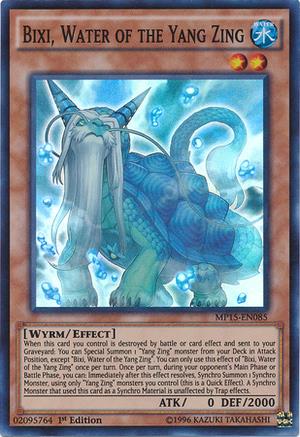 BIXI, WATER OF THE YANG ZING
WATER
水
MP15-EN085
[WYRM/EFFECT]
When this card you control is destroyed by battle or card effect and sent to your
Graveyard: You can Special Summon 1 "Yang Zing" monster from your Deck in Attack
Position, except "Bixi, Water of the Yang Zing". You can only use this effect of "Bixi, Water
of the Yang Zing" once per turn. Once per turn, during your opponent's Main Phase or
Battle Phase, you can: Immediately after this effect resolves, Synchro Summon 1 Synchro
Monster, using only "Yang Zing" monsters you control (this is a Quick Effect). A Synchro
Monster that used this card as a Synchro Material is unaffected by Trap effects.
ATK/ 0 DEF/2000
02095764 1st Edition ©1996 KAZUKI TAKAHASHI